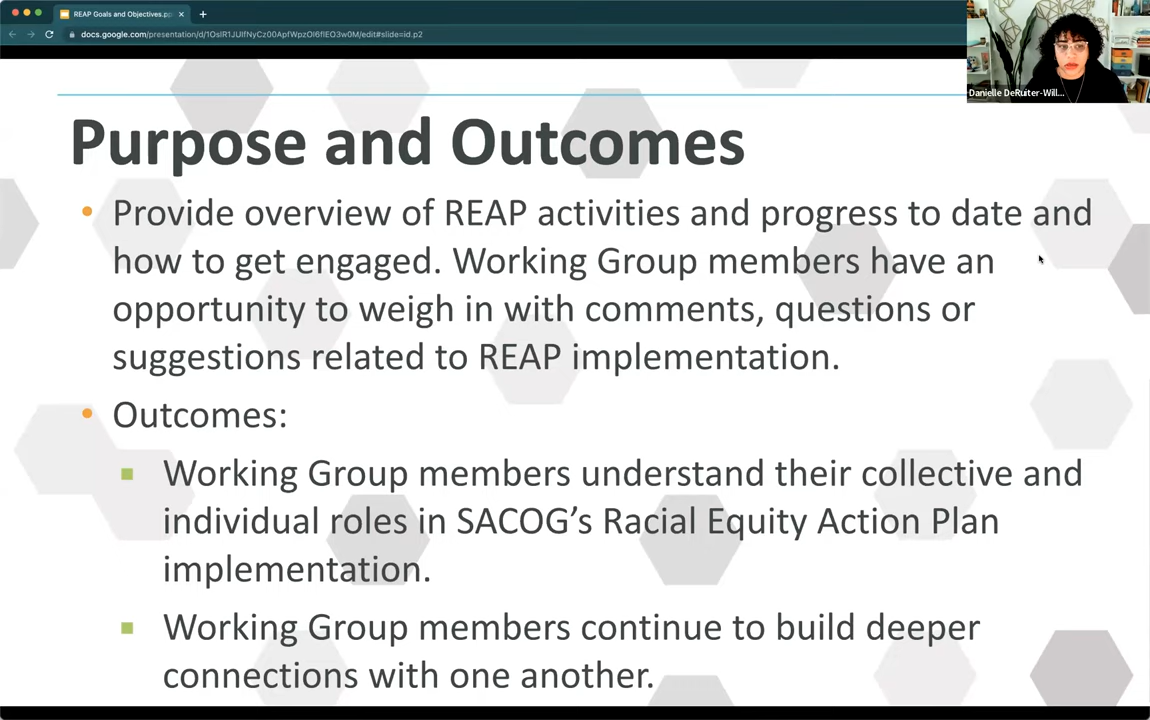 REAP Goals and Objectives.pp
docs.google.com/presentation/d/1OslR1JUIfNyCz00ApfWpzOl6flEQ3w0M/edit#slide=id.p2
Danielle DeRuiter-Will...
Purpose and Outcomes
Provide overview of REAP activities and progress to date and
how to get engaged. Working Group members have an
opportunity to weigh in with comments, questions or
suggestions related to REAP implementation.
Outcomes:
Working Group members understand their collective and
individual roles in SACOG’s Racial Equity Action Plan
implementation.
Working Group members continue to build deeper
connections with one another.